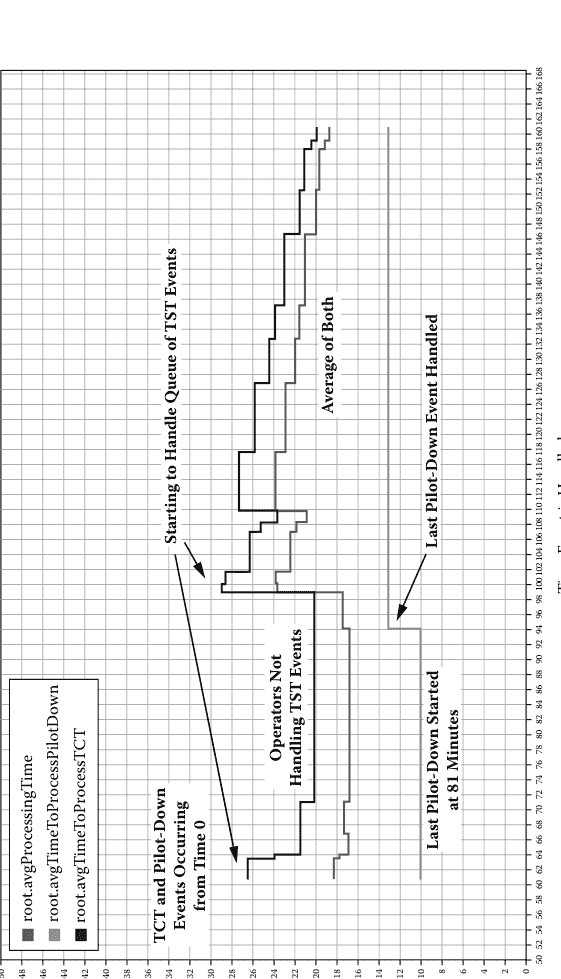 root.avgProcessingTime
root.avgTimeToProcessPilotDown
root.avgTimeToProcessTCT
TCT and Pilot-Down
Events Occurring
from Time 0
Starting to Handle Queue of TST Events
Operators Not
Handling TST Events
Average of Both
Last Pilot-Down Started
at 81 Minutes
Last Pilot-Down Event Handled
48
46
44
42
40
38
36
34
32
30
28
26
24
22
20
18
16
14
12
10
8
6
4
2
0
50 52 54 56 58 60 62 64 66 68 70 72 74 76 78 80 82 84 86 88 90 92 94 96 98 100 102 104 106 108 110 112 114 116 118 120 122 124 126 128 130 132 134 136 138 140 142 144 146 148 150 152 154 156 158 160 162 164 166 168